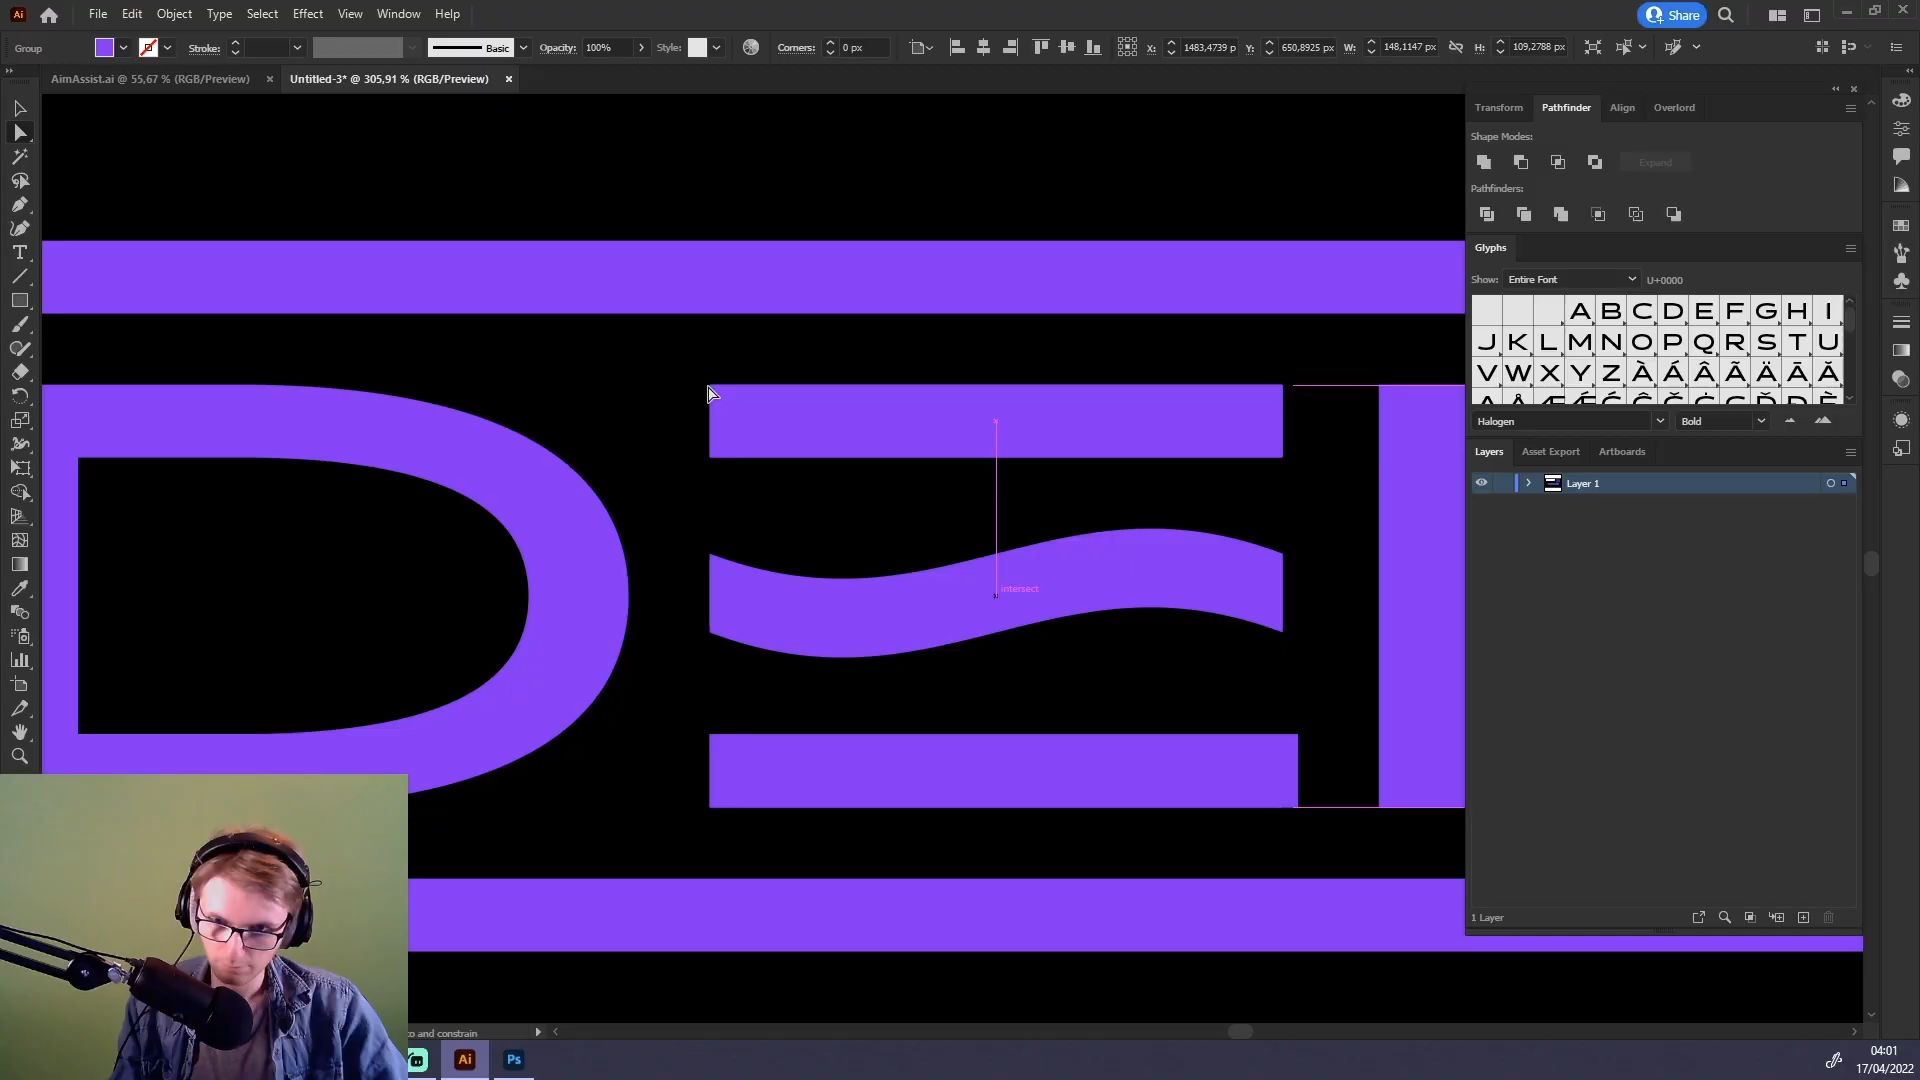 Ai File Edit Object Type Select Effect View Window Help Share
Group Stroke: Basic Opacity: 100% Style: Corners: 0 px X: 1483,4739 p Y: 650,8925 px W: 148,1147 px H: 109,2788 px
AimAssist.ai @ 55,67 % (RGB/Preview) × Untitled-3* @ 305,91 % (RGB/Preview) ×
Transform Pathfinder Align Overlord
Shape Modes:
Expand
Pathfinders:
Glyphs
Show: Entire Font U+0000
A B C D E F G H I
J K L M N O P Q R S T U
V W X Y Z À Á Â Ã Ä Ā Ă
Halogen Bold
Layers Asset Export Artboards
Layer 1
intersect
1 Layer
to and constrain
Ai Ps
04:01
17/04/2022